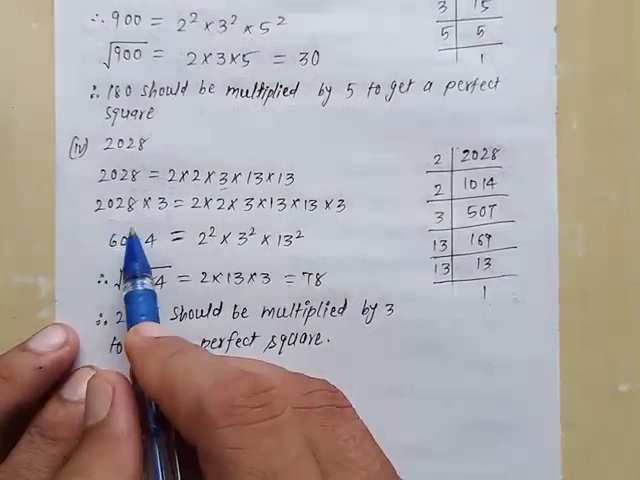 ∴ 900 = 2² × 3² × 5²
√900 = 2×3×5 = 30
∴ 180 should be multiplied by 5 to get a perfect
square
3 | 15
5 | 5
1
(iv) 2028
2028 = 2×2×3×13×13
2028×3 = 2×2×3×13×13×3
= 2² × 3² × 13²
∴ = 2×13×3 = 78
∴ should be multiplied by 3
to perfect square.
2 | 2028
2 | 1014
3 | 507
13 | 169
13 | 13
1